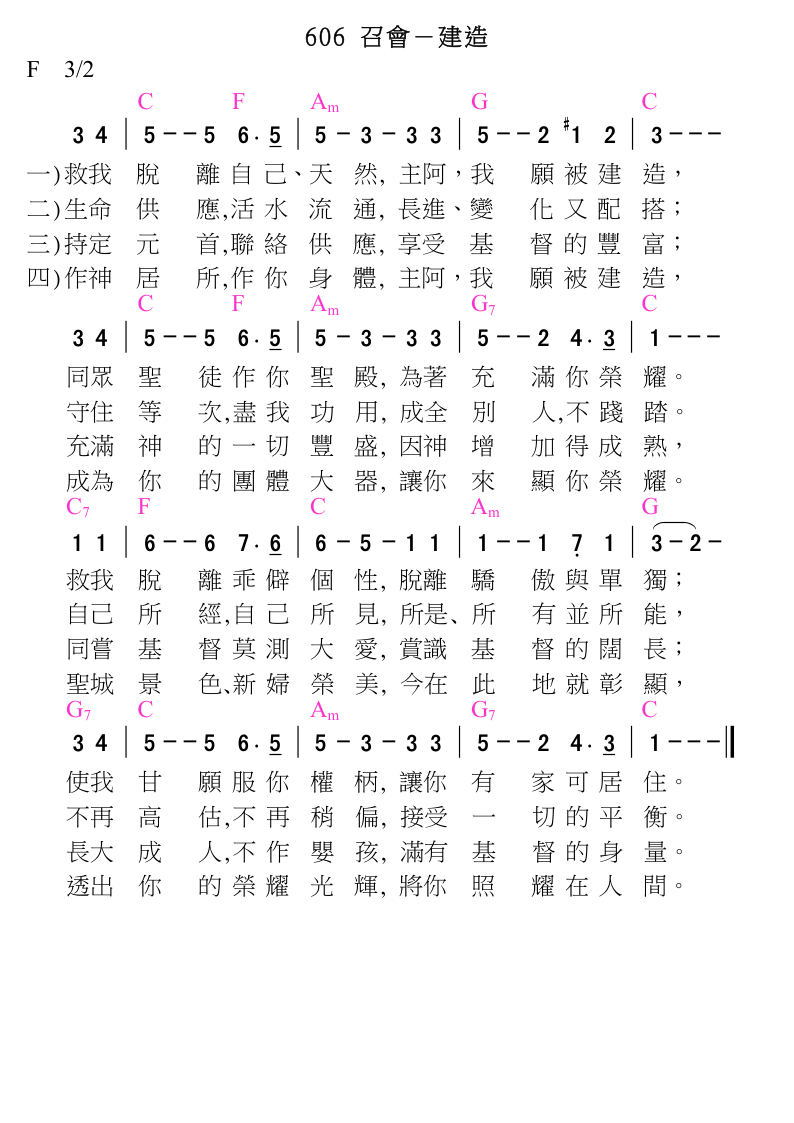 606 召會－建造
F 3/2
C F Am G C
3 4 | 5 - - 5 6 . 5 | 5 - 3 - 3 3 | 5 - - 2 #1 2 | 3 - - -
一)救我 脫 離自己、天 然, 主阿，我 願被建 造，
二)生命 供 應,活水 流 通, 長進、變 化又配 搭；
三)持定 元 首,聯絡 供 應, 享受 基 督的豐 富；
四)作神 居 所,作你 身 體, 主阿，我 願被建 造，
C F Am G7 C
3 4 | 5 - - 5 6 . 5 | 5 - 3 - 3 3 | 5 - - 2 4 . 3 | 1 - - -
同眾 聖 徒作你 聖 殿, 為著 充 滿你榮 耀。
守住 等 次,盡我 功 用, 成全 別 人,不踐 踏。
充滿 神 的一切 豐 盛, 因神 增 加得成 熟，
成為 你 的團體 大 器, 讓你 來 顯你榮 耀。
C7 F C Am G
1 1 | 6 - - 6 7 . 6 | 6 - 5 - 1 1 | 1 - - 1 7̣ 1 | 3 - 2 -
救我 脫 離乖僻 個 性, 脫離 驕 傲與單 獨；
自己 所 經,自己 所 見, 所是、所 有並所 能，
同嘗 基 督莫測 大 愛, 賞識 基 督的闊 長；
聖城 景 色、新婦 榮 美, 今在 此 地就彰 顯，
G7 C Am G7 C
3 4 | 5 - - 5 6 . 5 | 5 - 3 - 3 3 | 5 - - 2 4 . 3 | 1 - - - ‖
使我 甘 願服你 權 柄, 讓你 有 家可居 住。
不再 高 估,不再 稍 偏, 接受 一 切的平 衡。
長大 成 人,不作 嬰 孩, 滿有 基 督的身 量。
透出 你 的榮耀 光 輝, 將你 照 耀在人 間。